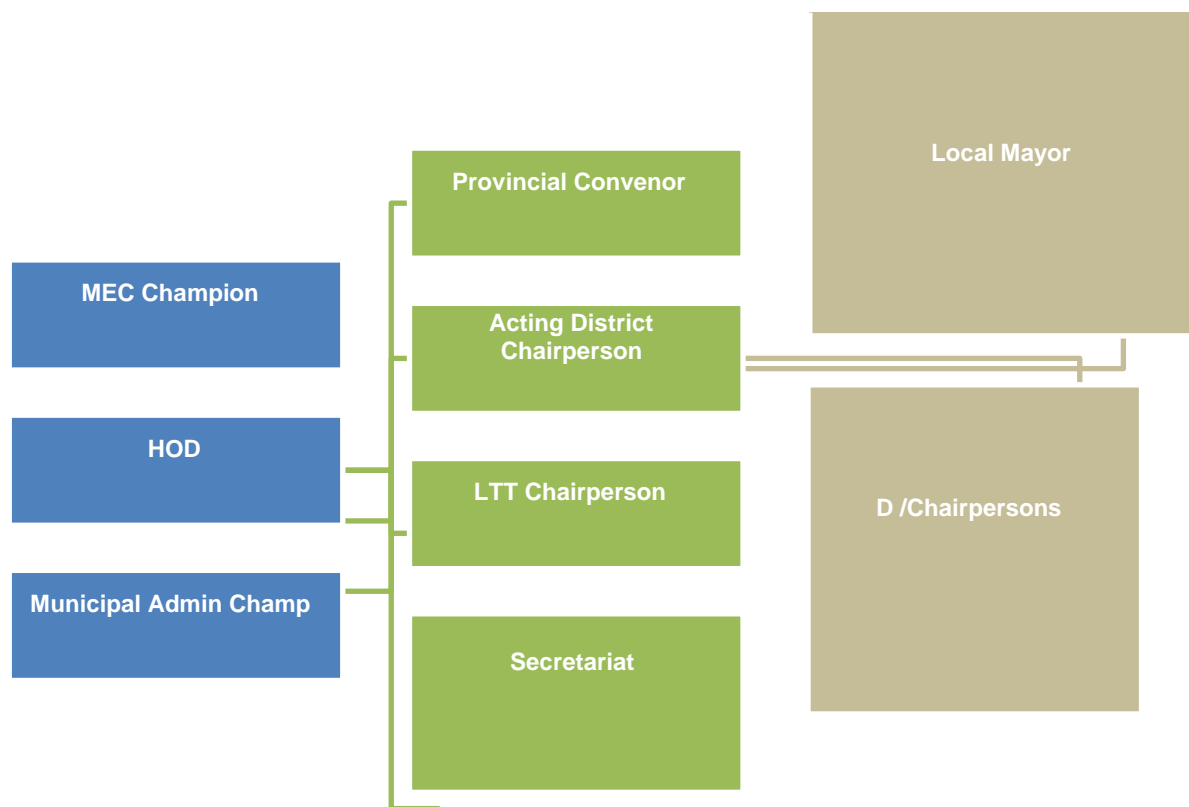 MEC Champion
HOD
Municipal Admin Champ
Provincial Convenor
Acting District
Chairperson
LTT Chairperson
Secretariat
Local Mayor
D /Chairpersons